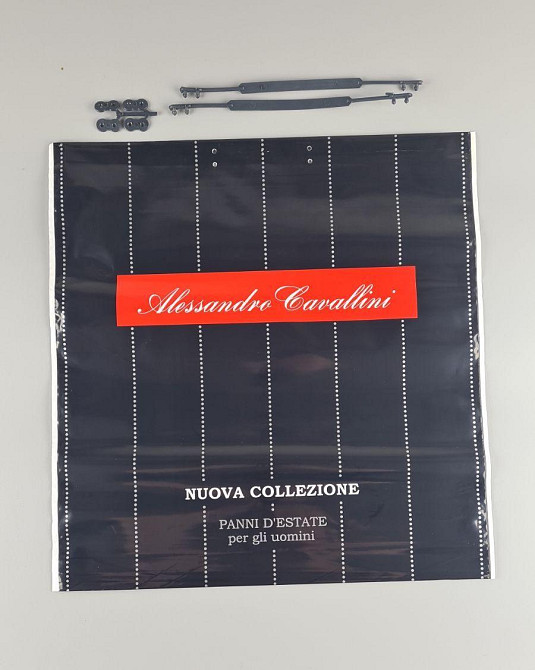 Alessandro Cavallini
NUOVA COLLEZIONE
PANNI D'ESTATE
per gli uomini